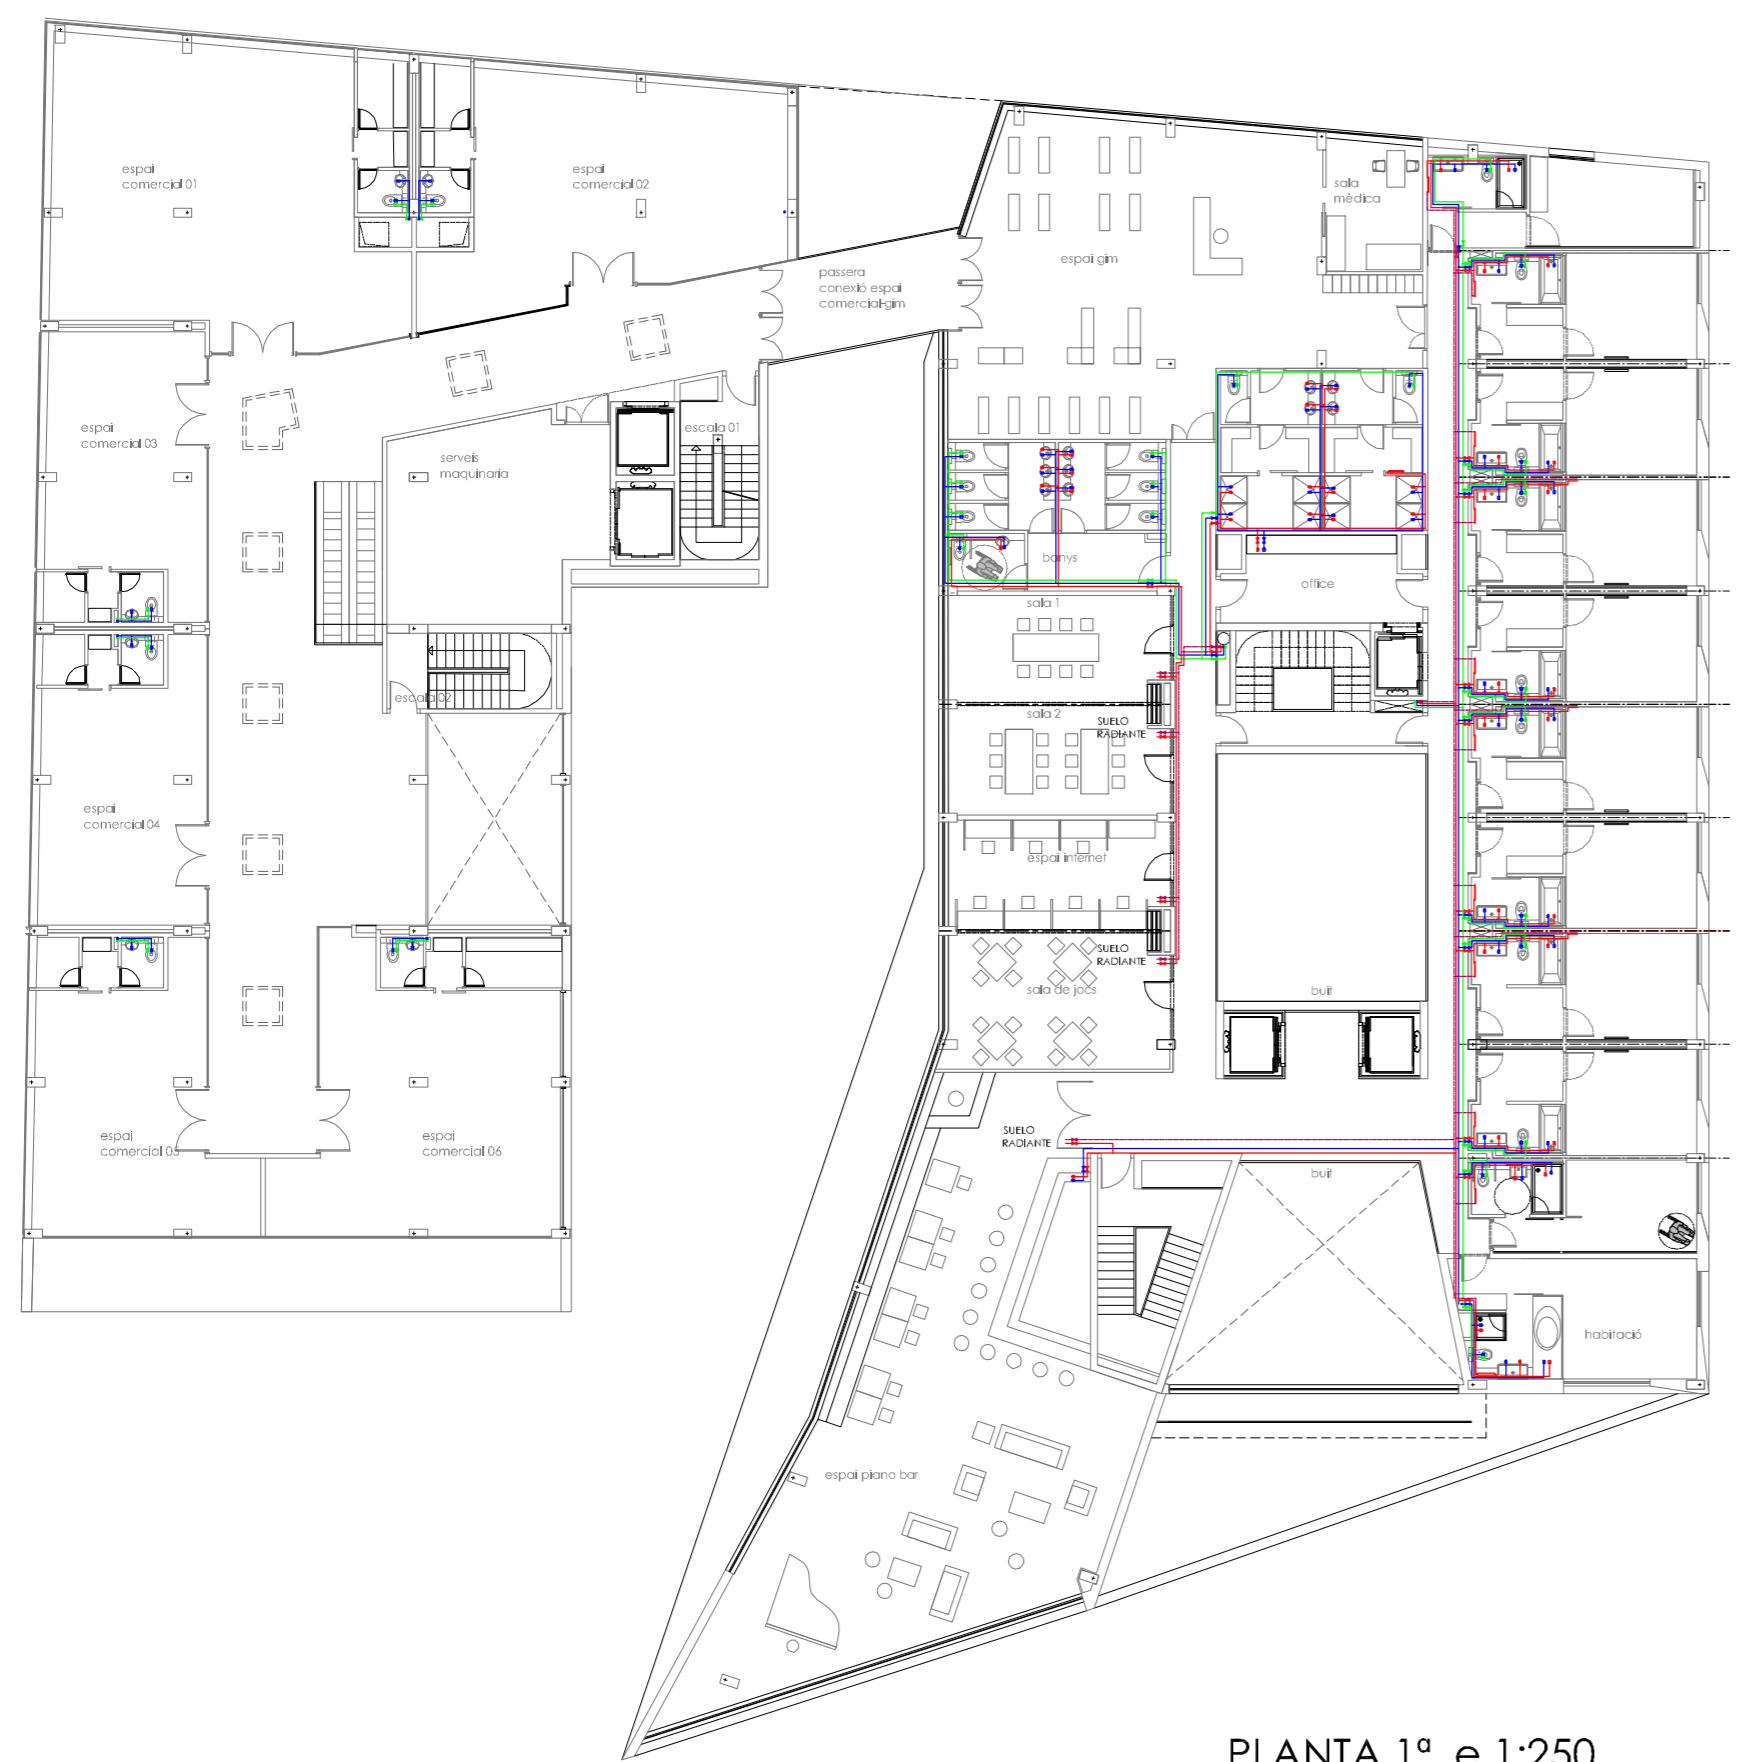 espai
comercial 01
espai
comercial 02
sala
mèdica
espai gim
passera
conexió espai
comercial-gim
espai
comercial 03
escala 01
serveis
maquinaria
banys
office
sala 1
escala 02
sala 2
SUELO
RADIANTE
espai
comercial 04
espai internet
SUELO
RADIANTE
sala de jocs
buit
espai
comercial 05
espai
comercial 06
SUELO
RADIANTE
buit
habitació
espai piano bar
PLANTA 1ª e 1:250